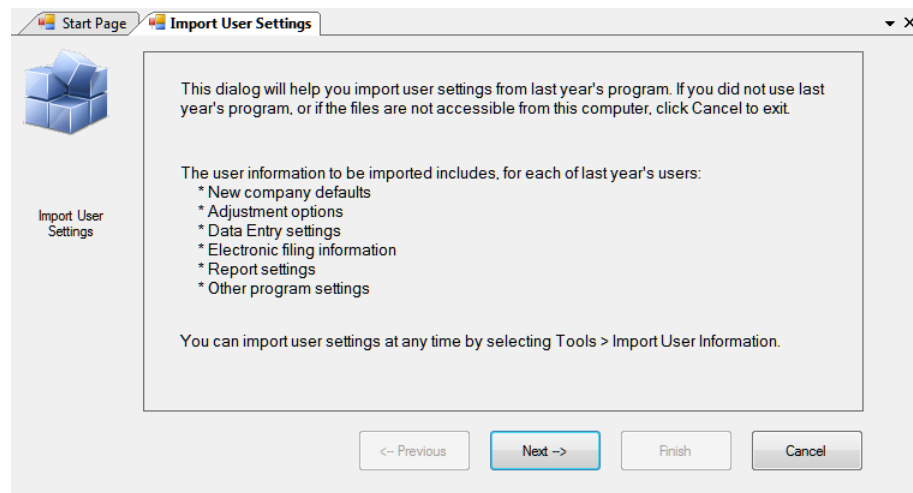 Start Page
Import User Settings
This dialog will help you import user settings from last year's program. If you did not use last
year's program, or if the files are not accessible from this computer, click Cancel to exit.
The user information to be imported includes, for each of last year's users:
* New company defaults
* Adjustment options
* Data Entry settings
* Electronic filing information
* Report settings
* Other program settings
Import User
Settings
You can import user settings at any time by selecting Tools > Import User Information.
<-- Previous
Next -->
Finish
Cancel